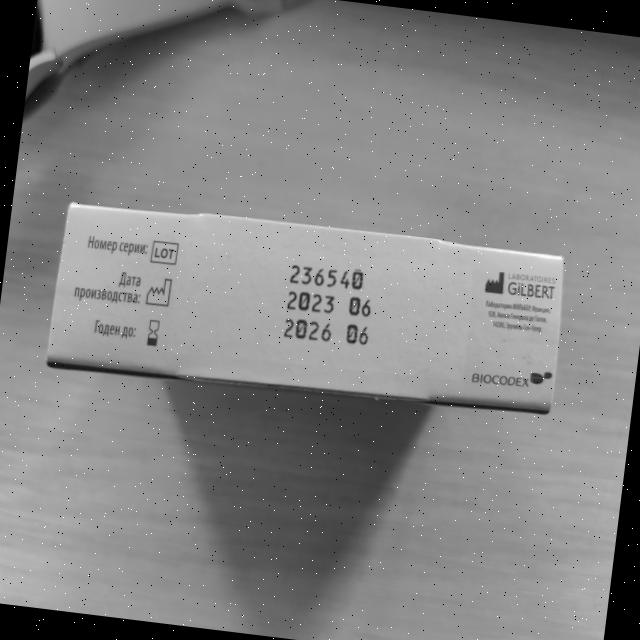 Номер серии: LOT 236540
Дата
производства: 2023 06
Годен до: 2026 06
LABORATOIRES
GILBERT
BIOCODEX